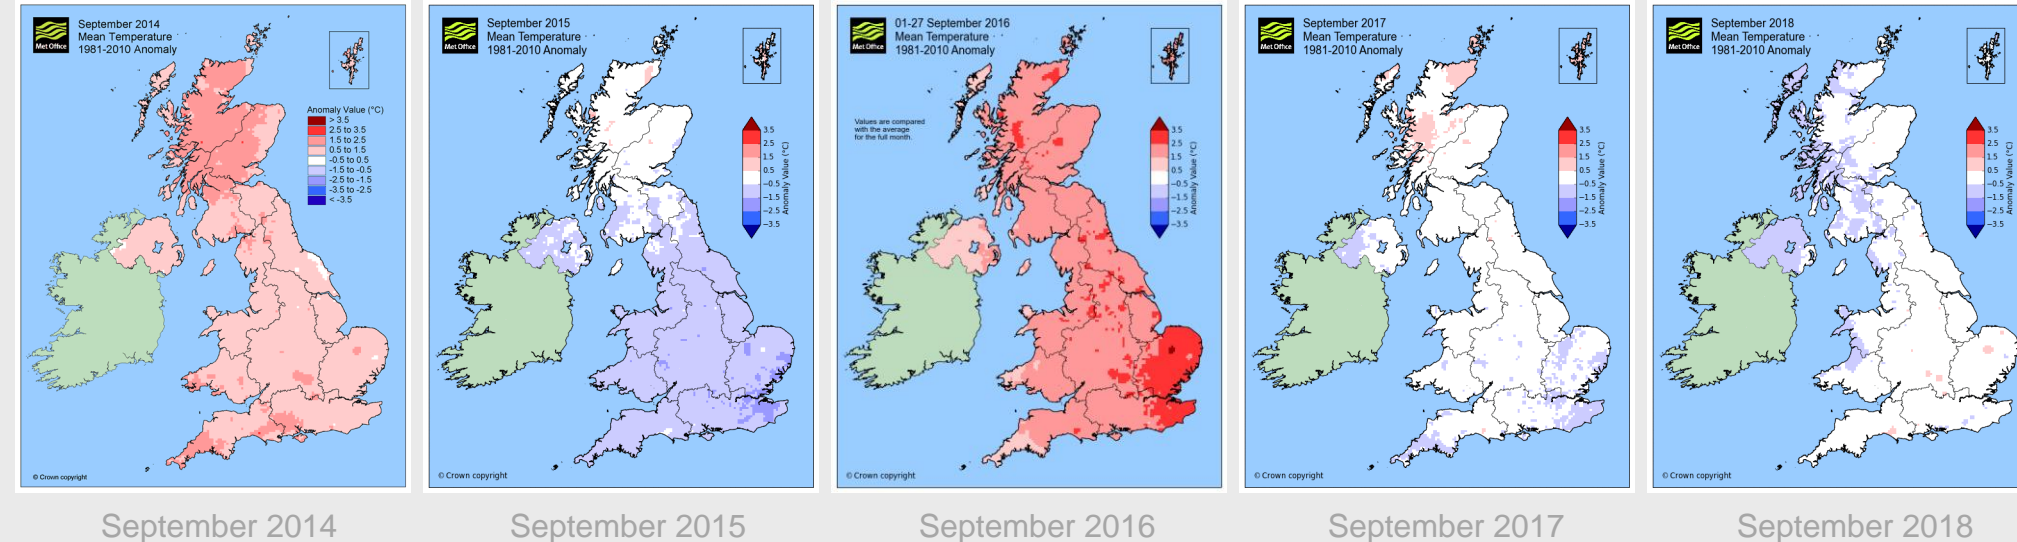 Met Office
September 2014
Mean Temperature
1981-2010 Anomaly
Anomaly Value (°C)
> 3.5
2.5 to 3.5
1.5 to 2.5
0.5 to 1.5
-0.5 to 0.5
-1.5 to -0.5
-2.5 to -1.5
-3.5 to -2.5
< -3.5
© Crown copyright
September 2014
Met Office
September 2015
Mean Temperature
1981-2010 Anomaly
3.5
2.5
1.5
0.5
−0.5
−1.5
−2.5
−3.5
Anomaly Value (°C)
© Crown copyright
September 2015
Met Office
01-27 September 2016
Mean Temperature
1981-2010 Anomaly
Values are compared
with the average
for the full month.
3.5
2.5
1.5
0.5
−0.5
−1.5
−2.5
−3.5
Anomaly Value (°C)
© Crown copyright
September 2016
Met Office
September 2017
Mean Temperature
1981-2010 Anomaly
3.5
2.5
1.5
0.5
−0.5
−1.5
−2.5
−3.5
Anomaly Value (°C)
© Crown copyright
September 2017
Met Office
September 2018
Mean Temperature
1981-2010 Anomaly
3.5
2.5
1.5
0.5
−0.5
−1.5
−2.5
−3.5
Anomaly Value (°C)
© Crown copyright
September 2018